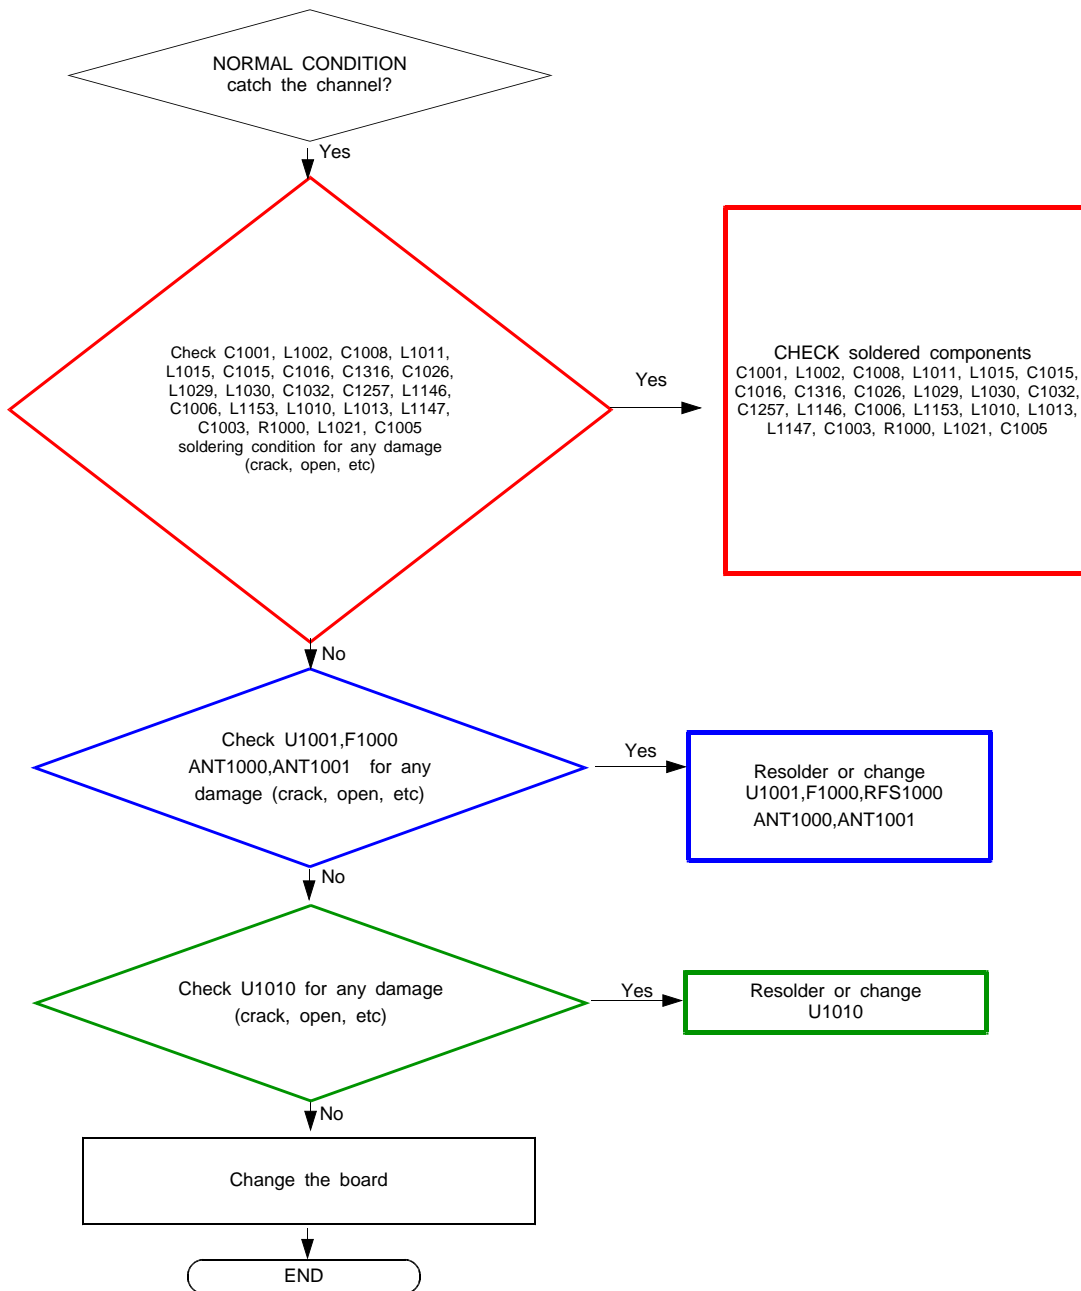 NORMAL CONDITION
catch the channel?
Yes
Check C1001, L1002, C1008, L1011,
L1015, C1015, C1016, C1316, C1026,
L1029, L1030, C1032, C1257, L1146,
C1006, L1153, L1010, L1013, L1147,
C1003, R1000, L1021, C1005
soldering condition for any damage
(crack, open, etc)
Yes
CHECK soldered components
C1001, L1002, C1008, L1011, L1015, C1015,
C1016, C1316, C1026, L1029, L1030, C1032,
C1257, L1146, C1006, L1153, L1010, L1013,
L1147, C1003, R1000, L1021, C1005
No
Check U1001,F1000
ANT1000,ANT1001 for any
damage (crack, open, etc)
Yes
Resolder or change
U1001,F1000,RFS1000
ANT1000,ANT1001
No
Check U1010 for any damage
(crack, open, etc)
Yes
Resolder or change
U1010
No
Change the board
END